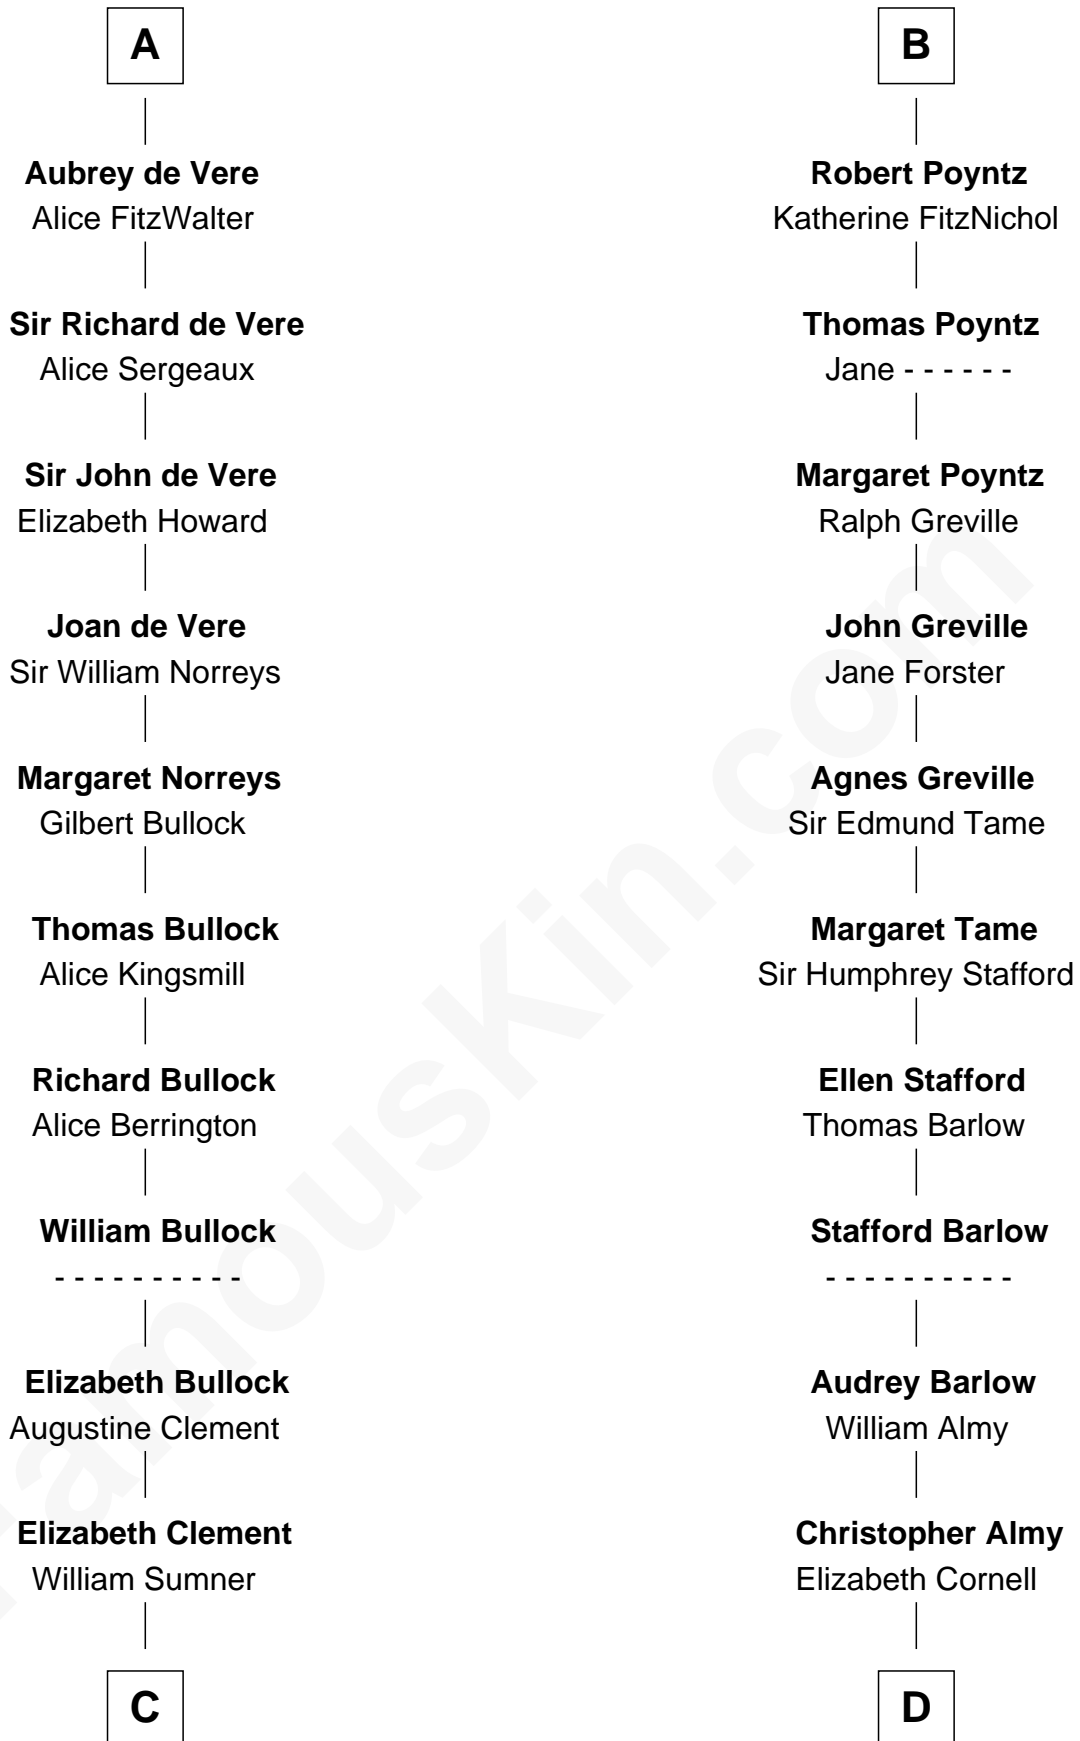 A
Aubrey de Vere
Alice FitzWalter
Sir Richard de Vere
Alice Sergeaux
Sir John de Vere
Elizabeth Howard
Joan de Vere
Sir William Norreys
Margaret Norreys
Gilbert Bullock
Thomas Bullock
Alice Kingsmill
Richard Bullock
Alice Berrington
William Bullock
- - - - - - - - - -
Elizabeth Bullock
Augustine Clement
Elizabeth Clement
William Sumner
C
B
Robert Poyntz
Katherine FitzNichol
Thomas Poyntz
Jane - - - - - -
Margaret Poyntz
Ralph Greville
John Greville
Jane Forster
Agnes Greville
Sir Edmund Tame
Margaret Tame
Sir Humphrey Stafford
Ellen Stafford
Thomas Barlow
Stafford Barlow
- - - - - - - - - -
Audrey Barlow
William Almy
Christopher Almy
Elizabeth Cornell
D
FamousKin.com